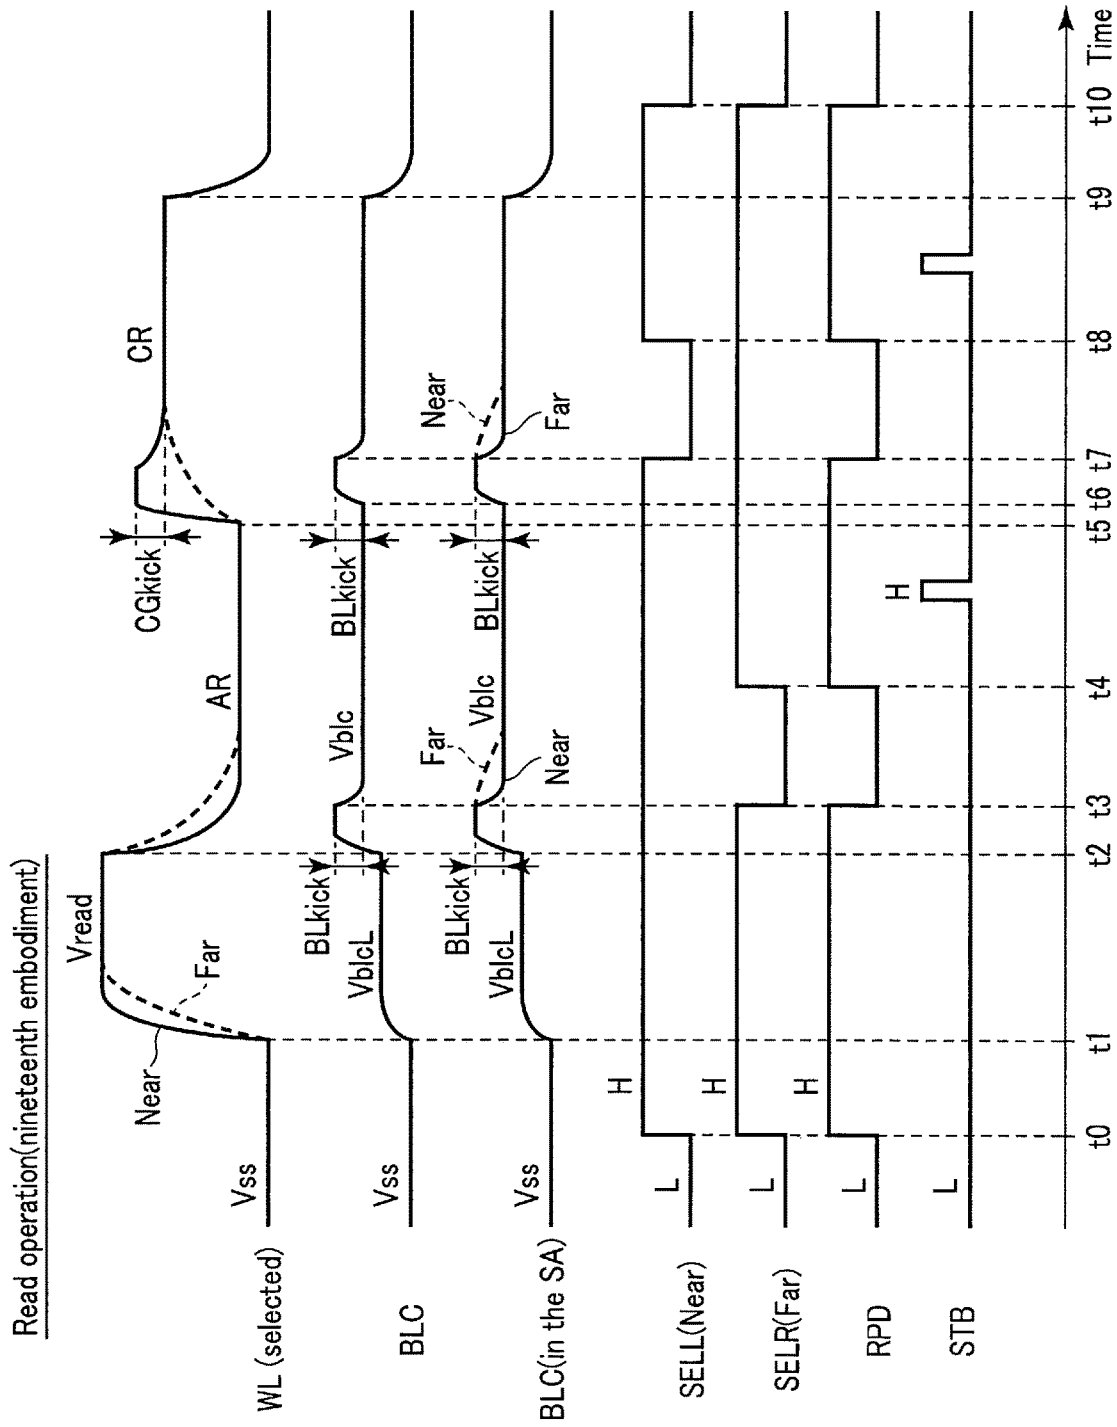 Read operation(nineteenth embodiment)
WL (selected)
Vss
Near
Far
Vread
AR
CGkick
CR
BLC
Vss
VblcL
BLkick
Vblc
BLkick
BLC(in the SA)
Vss
VblcL
BLkick
Far
Near
Vblc
BLkick
Near
Far
SELL(Near)
L
H
SELR(Far)
L
H
RPD
L
H
STB
L
H
t0
t1
t2
t3
t4
t5
t6
t7
t8
t9
t10
Time